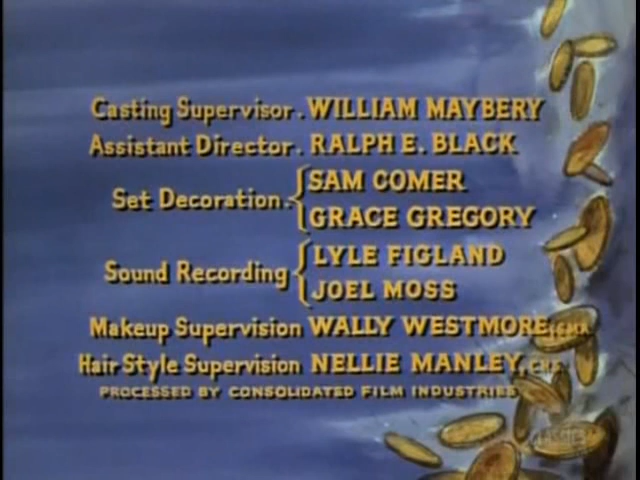 Casting Supervisor. WILLIAM MAYBERY
Assistant Director. RALPH E. BLACK
Set Decoration. SAM COMER
GRACE GREGORY
Sound Recording LYLE FIGLAND
JOEL MOSS
Makeup Supervision WALLY WESTMORE,
Hair Style Supervision NELLIE MANLEY,
PROCESSED BY CONSOLIDATED FILM INDUSTRIES
CLASSICS